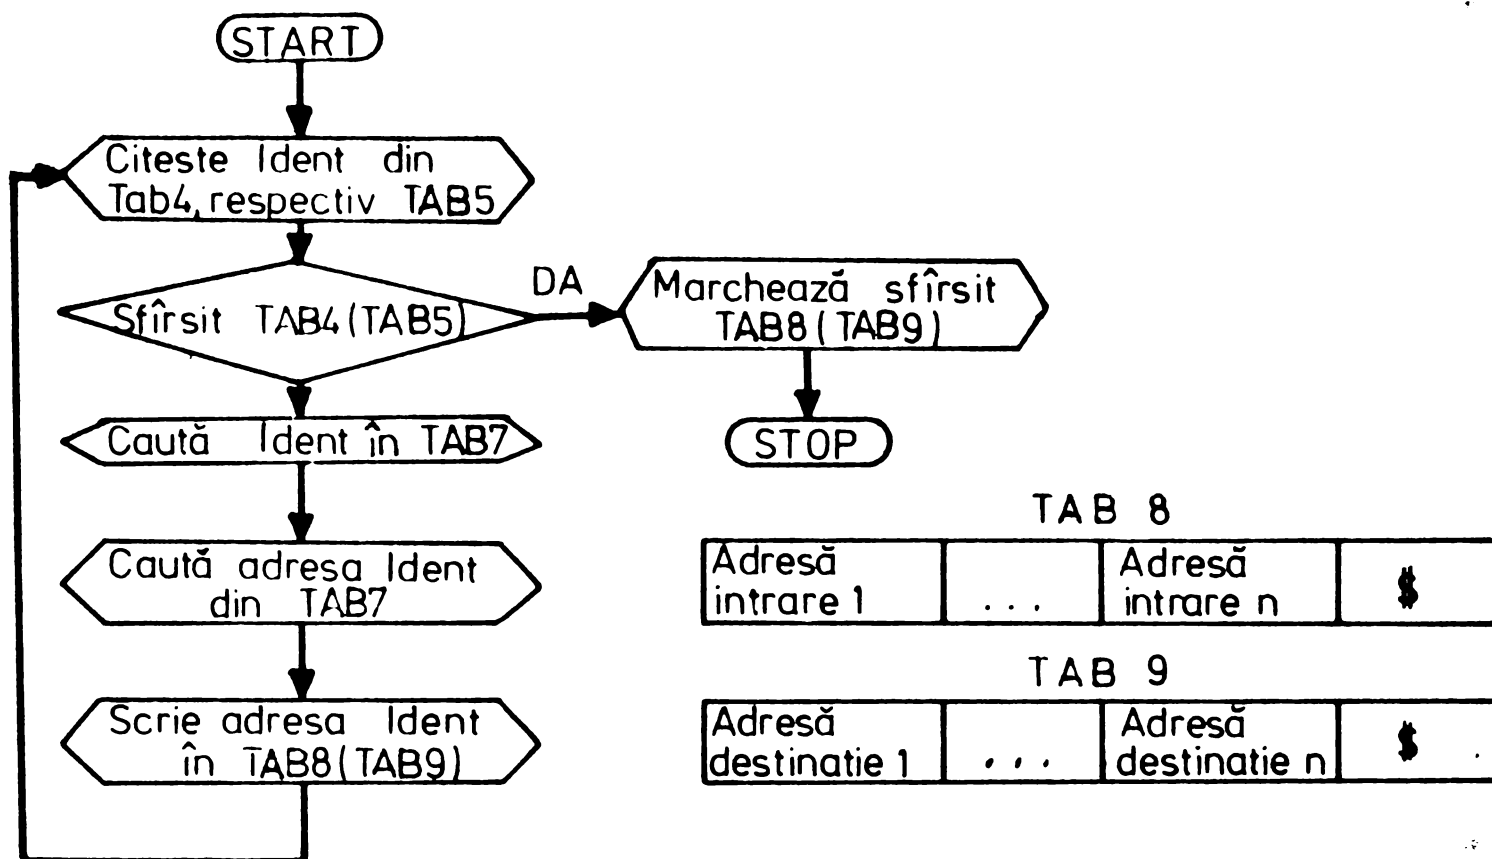 START
Citeste Ident din
Tab4, respectiv TAB5
Sfîrsit TAB4(TAB5)
DA
Marchează sfîrsit
TAB8(TAB9)
STOP
Caută Ident în TAB7
Caută adresa Ident
din TAB7
Scrie adresa Ident
în TAB8(TAB9)
TAB 8
Adresă
intrare 1
...
Adresă
intrare n
$
TAB 9
Adresă
destinatie 1
...
Adresă
destinatie n
$